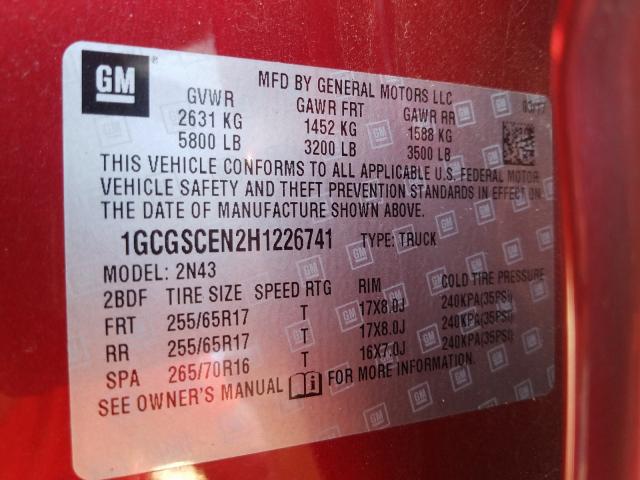 GM
MFD BY GENERAL MOTORS LLC
03/17
GVWR GAWR FRT GAWR RR
2631 KG 1452 KG 1588 KG
5800 LB 3200 LB 3500 LB
THIS VEHICLE CONFORMS TO ALL APPLICABLE U.S. FEDERAL MOTOR
VEHICLE SAFETY AND THEFT PREVENTION STANDARDS IN EFFECT ON
THE DATE OF MANUFACTURE SHOWN ABOVE.
1GCGSCEN2H1226741 TYPE: TRUCK
MODEL: 2N43
2BDF TIRE SIZE SPEED RTG RIM COLD TIRE PRESSURE
FRT 255/65R17 T 17X8.0J 240KPA(35PSI)
RR 255/65R17 T 17X8.0J 240KPA(35PSI)
SPA 265/70R16 T 16X7.0J 240KPA(35PSI)
SEE OWNER'S MANUAL FOR MORE INFORMATION.